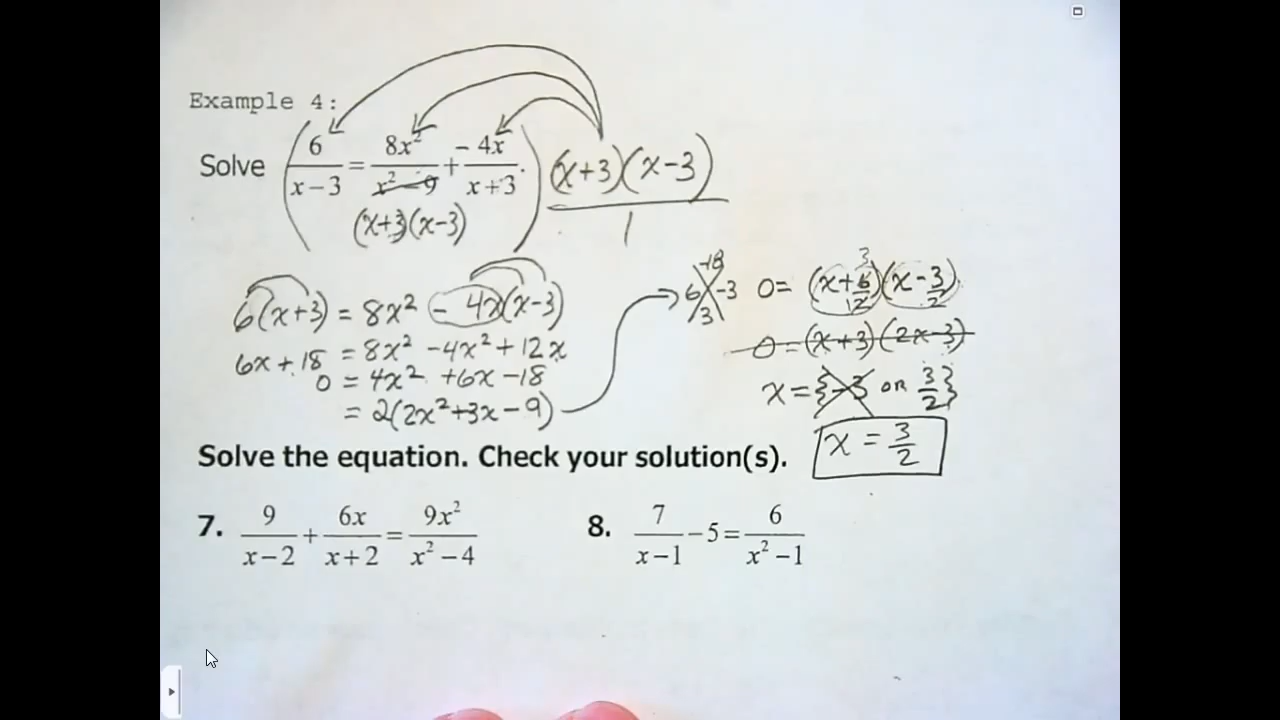 Example 4:
Solve (6/(x−3) = 8x²/(x²−9) + −4x/(x+3).) (x+3)(x−3)/1
(x+3)(x−3)
6(x+3) = 8x² − 4x(x−3)
6x + 18 = 8x² −4x² + 12x
0 = 4x² + 6x − 18
= 2(2x² + 3x − 9)
−18
6 −3
3
0 = (x + 6/2)(x − 3/2)
0 = (x+3)(2x−3)
x = {−3 OR 3/2}
x = 3/2
Solve the equation. Check your solution(s).
7. 9/(x−2) + 6x/(x+2) = 9x²/(x²−4)
8. 7/(x−1) − 5 = 6/(x²−1)